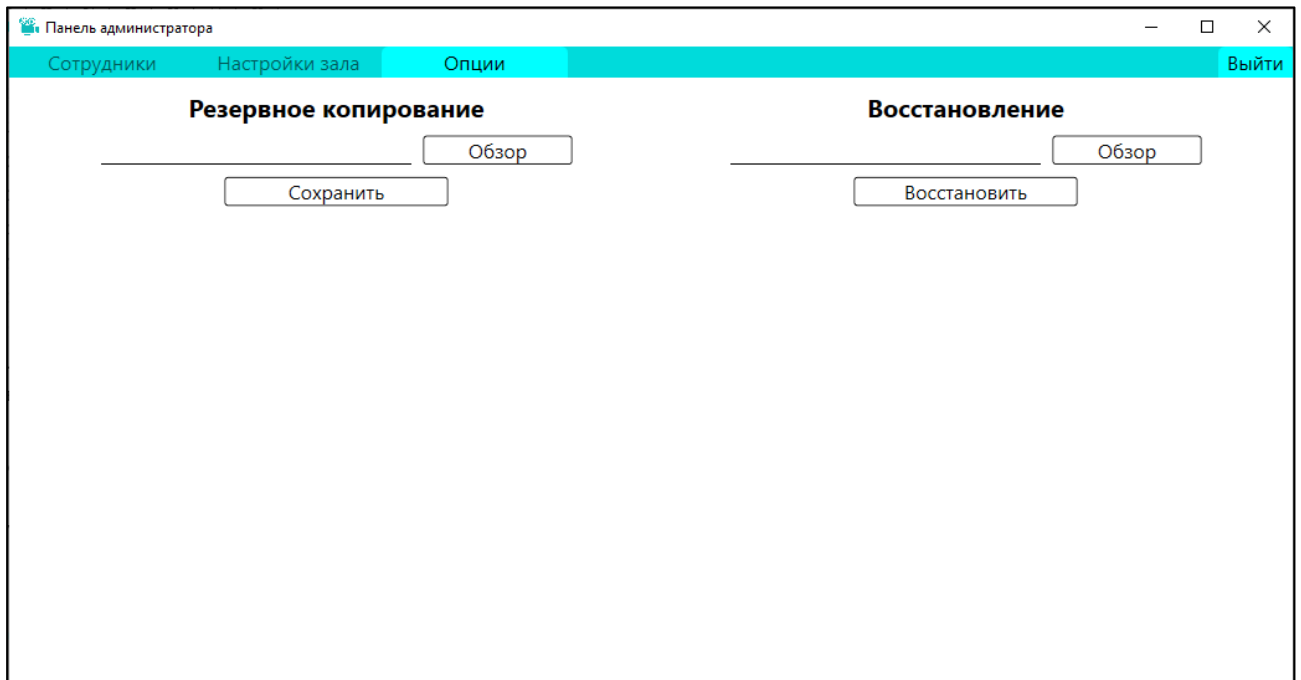 Панель администратора
Сотрудники Настройки зала Опции Выйти
Резервное копирование Восстановление
Обзор Обзор
Сохранить Восстановить